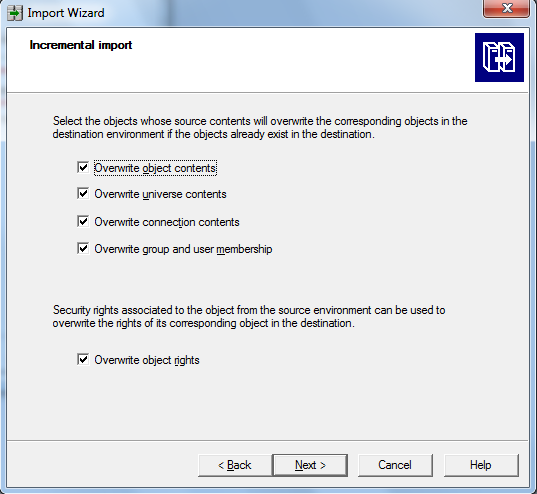 Import Wizard
Incremental import
Select the objects whose source contents will overwrite the corresponding objects in the
destination environment if the objects already exist in the destination.
Overwrite object contents
Overwrite universe contents
Overwrite connection contents
Overwrite group and user membership
Security rights associated to the object from the source environment can be used to
overwrite the rights of its corresponding object in the destination.
Overwrite object rights
< Back Next > Cancel Help